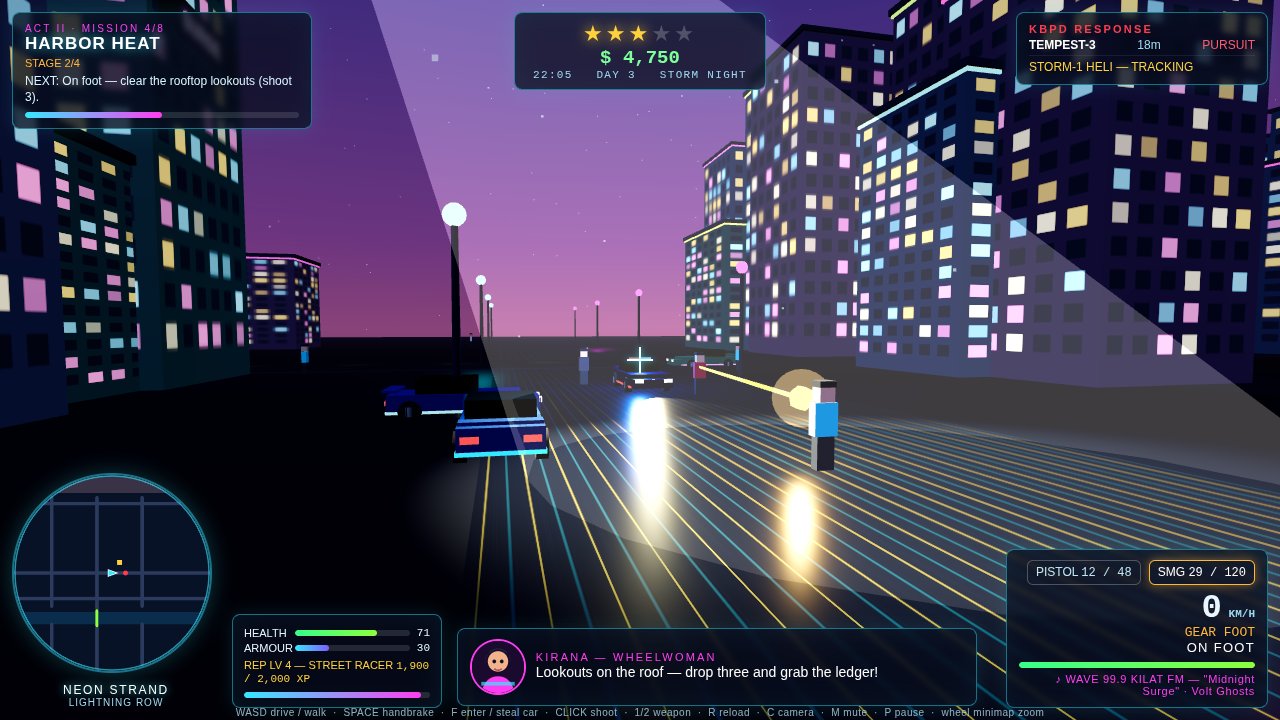 ACT II · MISSION 4/8
HARBOR HEAT
STAGE 2/4
NEXT: On foot — clear the rooftop lookouts (shoot
3).
★★★★★
$ 4,750
22:05 DAY 3 STORM NIGHT
KBPD RESPONSE
TEMPEST-3 18m PURSUIT
STORM-1 HELI — TRACKING
NEON STRAND
LIGHTNING ROW
HEALTH 71
ARMOUR 30
REP LV 4 — STREET RACER 1,900
/ 2,000 XP
KIRANA — WHEELWOMAN
Lookouts on the roof — drop three and grab the ledger!
PISTOL 12 / 48 SMG 29 / 120
0 KM/H
GEAR FOOT
ON FOOT
♪ WAVE 99.9 KILAT FM — "Midnight
Surge" · Volt Ghosts
WASD drive / walk · SPACE handbrake · F enter / steal car · CLICK shoot · 1/2 weapon · R reload · C camera · M mute · P pause · wheel minimap zoom